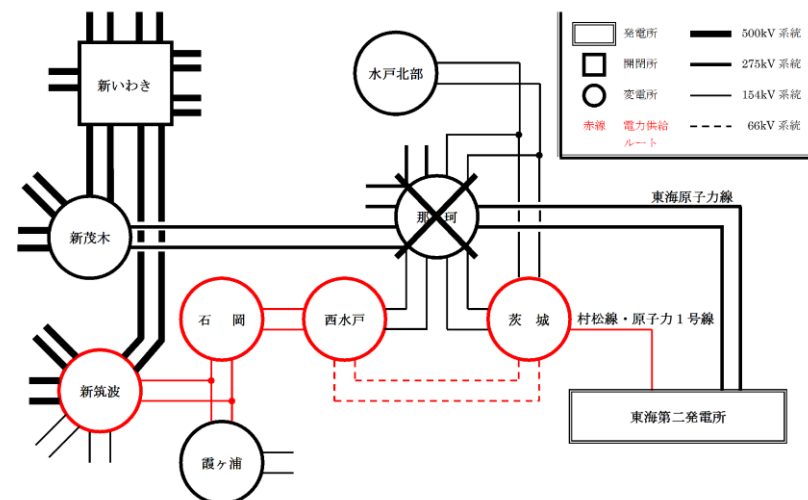 新いわき
水戸北部
発電所
500kV 系統
開閉所
275kV 系統
変電所
154kV 系統
赤線
電力供給
ルート
66kV 系統
東海原子力線
那 珂
新茂木
石 岡
西水戸
茨 城
村松線・原子力１号線
新筑波
東海第二発電所
霞ヶ浦